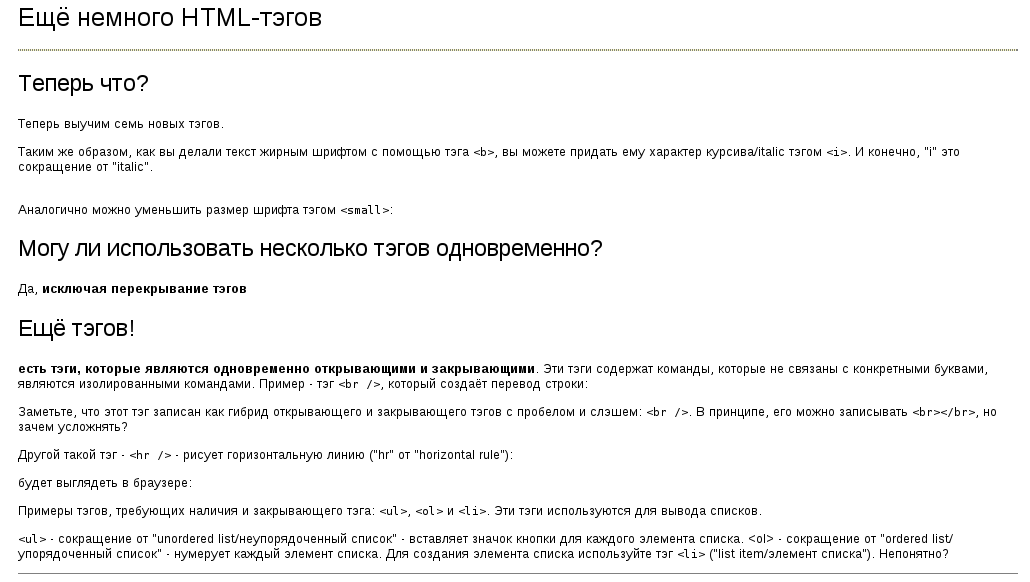 Ещё немного HTML-тэгов
Теперь что?
Теперь выучим семь новых тэгов.
Таким же образом, как вы делали текст жирным шрифтом с помощью тэга <b>, вы можете придать ему характер курсива/italic тэгом <i>. И конечно, "i" это
сокращение от "italic".
Аналогично можно уменьшить размер шрифта тэгом <small>:
Могу ли использовать несколько тэгов одновременно?
Да, исключая перекрывание тэгов
Ещё тэгов!
есть тэги, которые являются одновременно открывающими и закрывающими. Эти тэги содержат команды, которые не связаны с конкретными буквами,
являются изолированными командами. Пример - тэг <br />, который создаёт перевод строки:
Заметьте, что этот тэг записан как гибрид открывающего и закрывающего тэгов с пробелом и слэшем: <br />. В принципе, его можно записывать <br></br>, но
зачем усложнять?
Другой такой тэг - <hr /> - рисует горизонтальную линию ("hr" от "horizontal rule"):
будет выглядеть в браузере:
Примеры тэгов, требующих наличия и закрывающего тэга: <ul>, <ol> и <li>. Эти тэги используются для вывода списков.
<ul> - сокращение от "unordered list/неупорядоченный список" - вставляет значок кнопки для каждого элемента списка. <ol> - сокращение от "ordered list/
упорядоченный список" - нумерует каждый элемент списка. Для создания элемента списка используйте тэг <li> ("list item/элемент списка"). Непонятно?